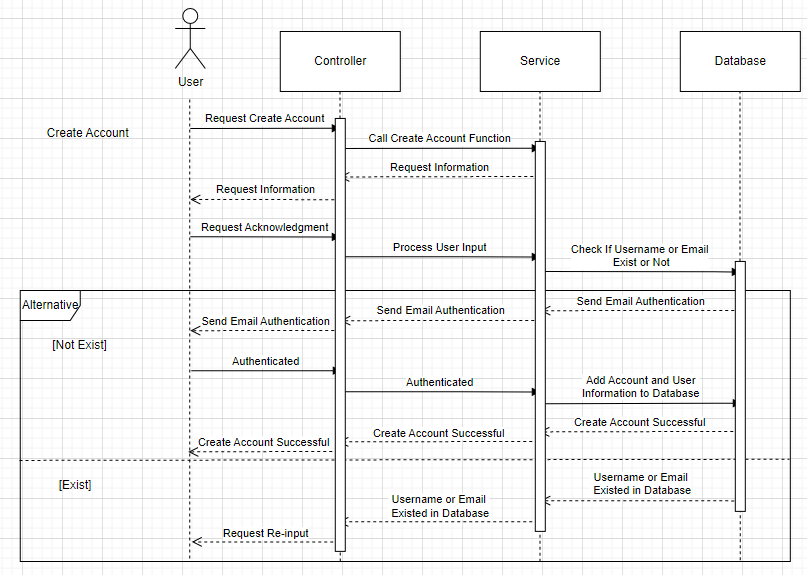 User
Controller
Service
Database
Create Account
Request Create Account
Call Create Account Function
Request Information
Request Information
Request Acknowledgment
Process User Input
Check If Username or Email
Exist or Not
Alternative
Send Email Authentication
Send Email Authentication
Send Email Authentication
[Not Exist]
Authenticated
Authenticated
Add Account and User
Information to Database
Create Account Successful
Create Account Successful
Create Account Successful
[Exist]
Username or Email
Existed in Database
Username or Email
Existed in Database
Request Re-input